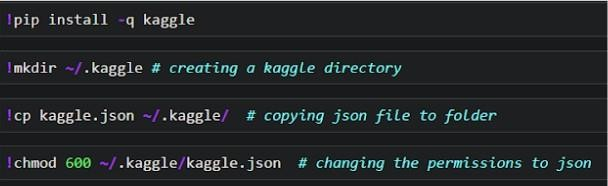 !pip install -q kaggle
!mkdir ~/.kaggle # creating a kaggle directory
!cp kaggle.json ~/.kaggle/  # copying json file to folder
!chmod 600 ~/.kaggle/kaggle.json  # changing the permissions to json